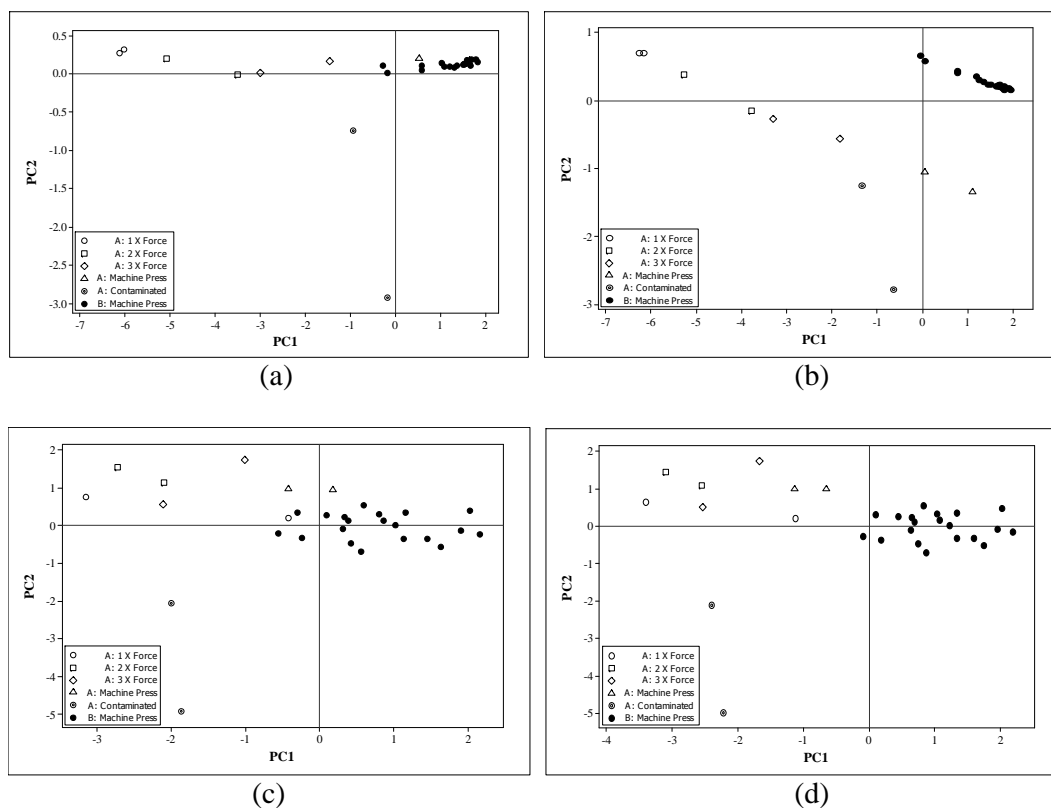 0.5
0.0
-0.5
-1.0
-1.5
-2.0
-2.5
-3.0
PC2
A: 1 X Force
A: 2 X Force
A: 3 X Force
A: Machine Press
A: Contaminated
B: Machine Press
-7 -6 -5 -4 -3 -2 -1 0 1 2
PC1
(a)
1
0
-1
-2
-3
PC2
A: 1 X Force
A: 2 X Force
A: 3 X Force
A: Machine Press
A: Contaminated
B: Machine Press
-7 -6 -5 -4 -3 -2 -1 0 1 2
PC1
(b)
2
1
0
-1
-2
-3
-4
-5
PC2
A: 1 X Force
A: 2 X Force
A: 3 X Force
A: Machine Press
A: Contaminated
B: Machine Press
-3 -2 -1 0 1 2
PC1
(c)
2
1
0
-1
-2
-3
-4
-5
PC2
A: 1 X Force
A: 2 X Force
A: 3 X Force
A: Machine Press
A: Contaminated
B: Machine Press
-4 -3 -2 -1 0 1 2
PC1
(d)